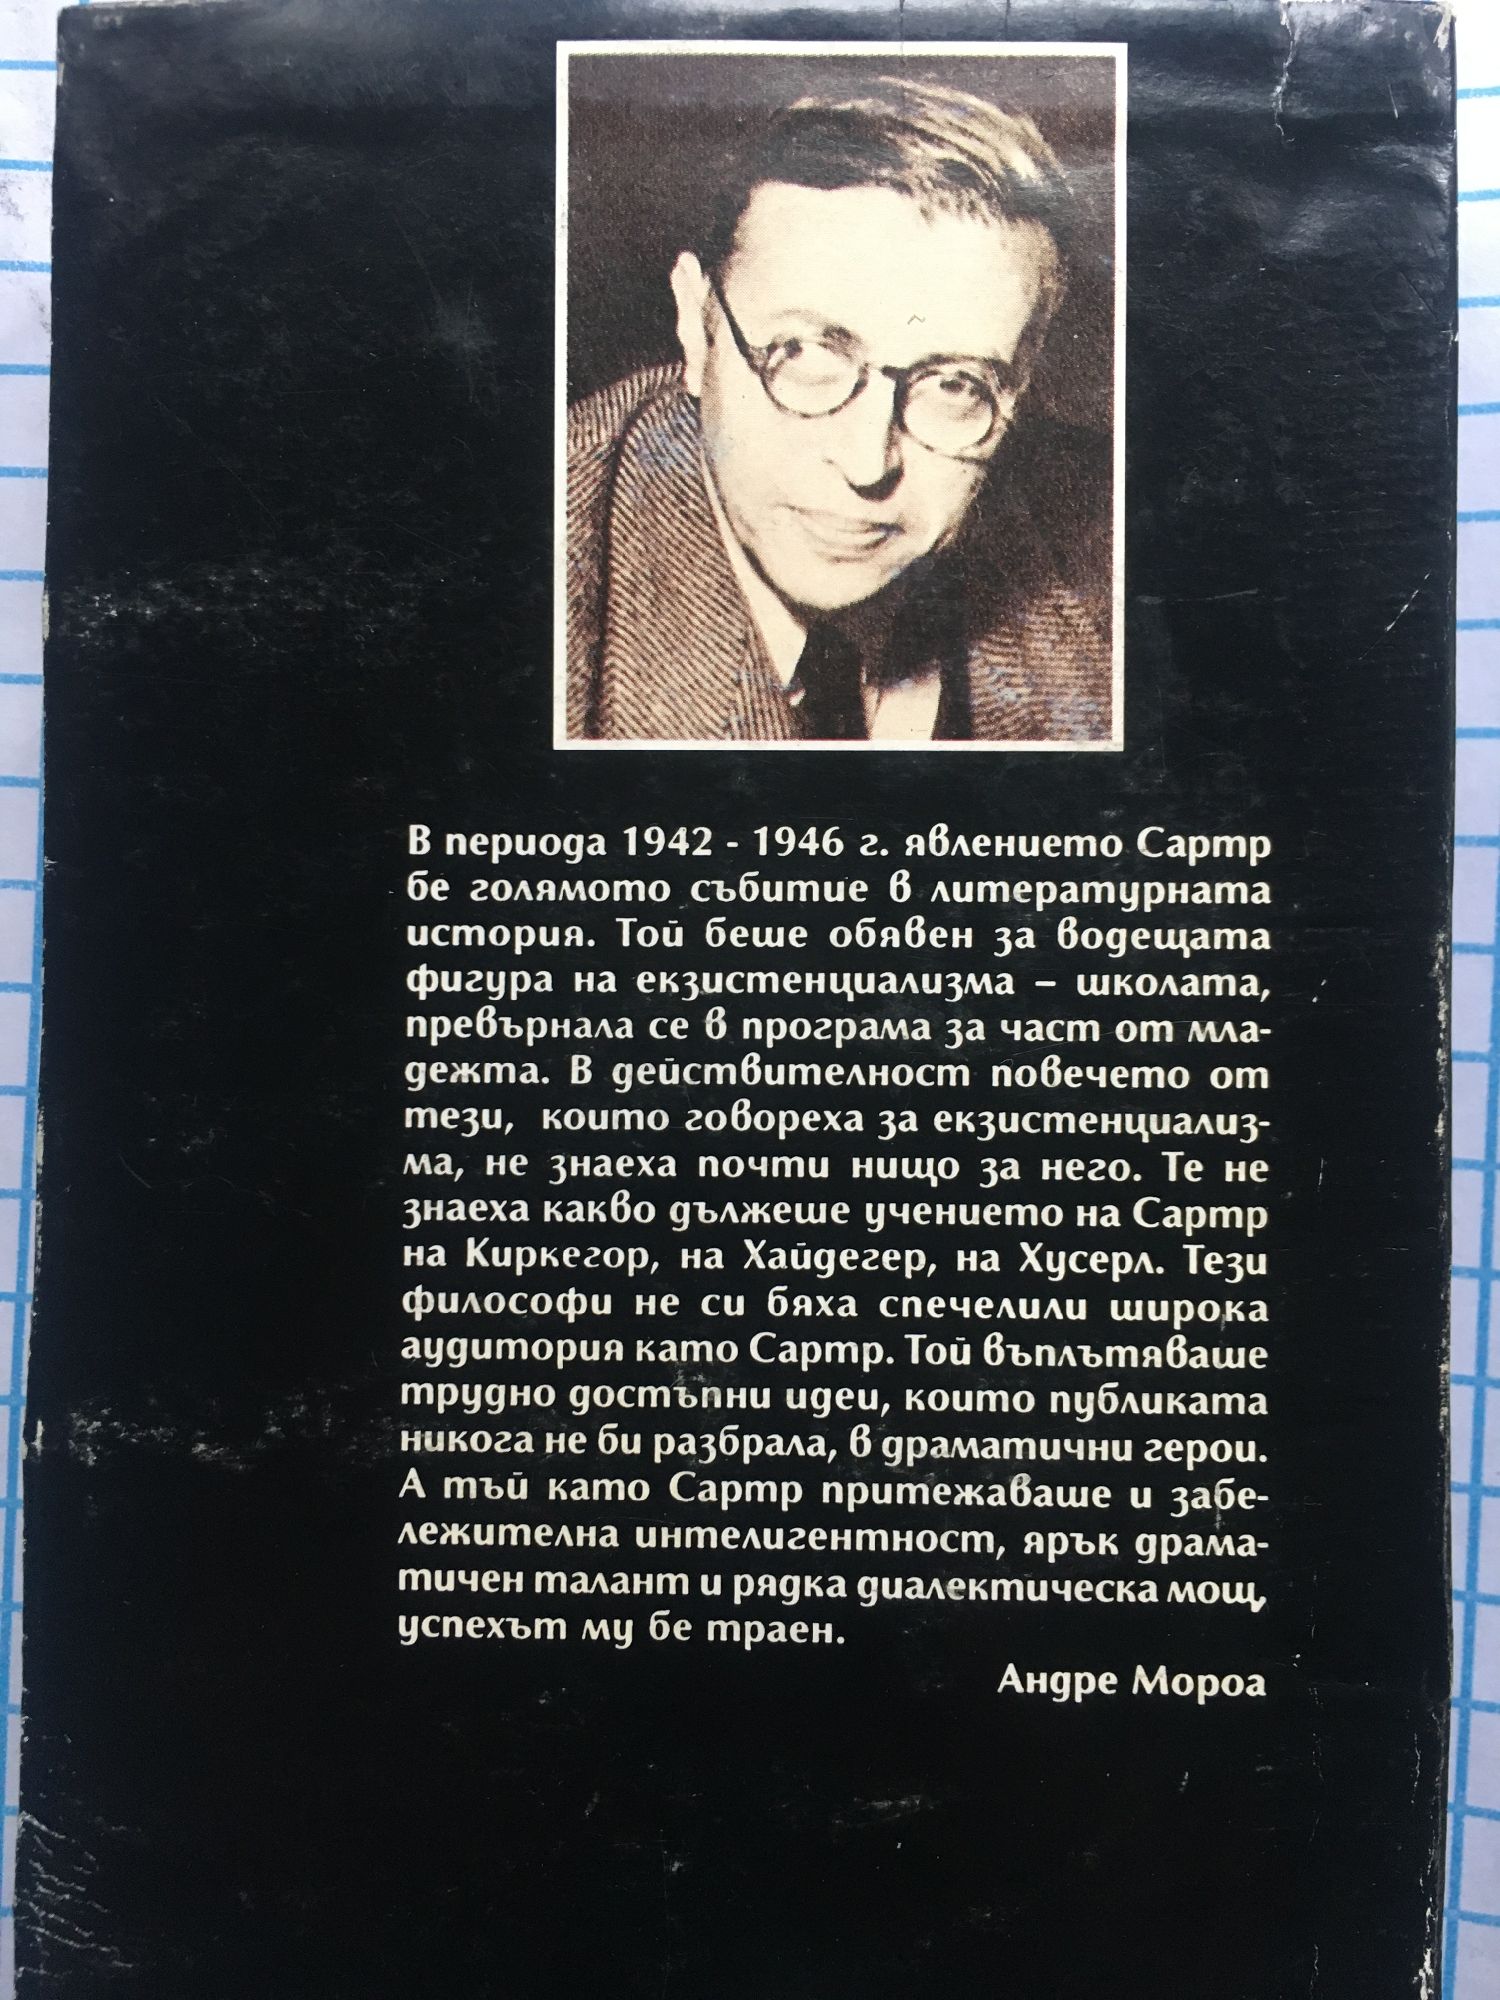 В периода 1942 - 1946 г. явлението Сартр
бе голямото събитие в литературната
история. Той беше обявен за водещата
фигура на екзистенциализма – школата,
превърнала се в програма за част от мла-
дежта. В действителност повечето от
тези, които говореха за екзистенциализ-
ма, не знаеха почти нищо за него. Те не
знаеха какво дължеше учението на Сартр
на Киркегор, на Хайдегер, на Хусерл. Тези
философи не си бяха спечелили широка
аудитория като Сартр. Той въплътяваше
трудно достъпни идеи, които публиката
никога не би разбрала, в драматични герои.
А тъй като Сартр притежаваше и забе-
лежителна интелигентност, ярък драма-
тичен талант и рядка диалектическа мощ,
успехът му бе траен.
Андре Мороа